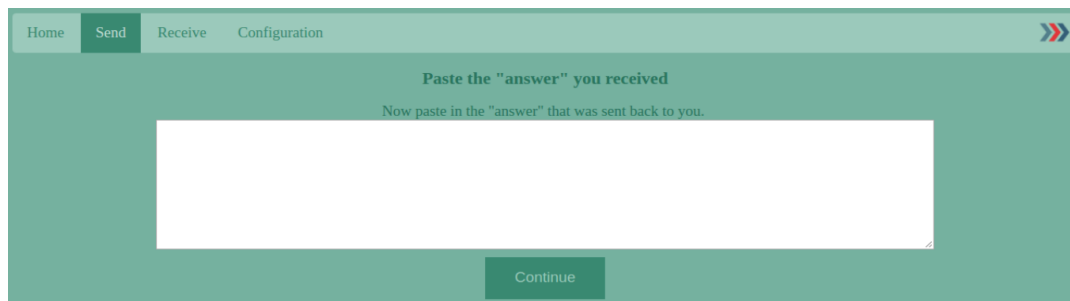 Home Send Receive Configuration
Paste the "answer" you received
Now paste in the "answer" that was sent back to you.
Continue